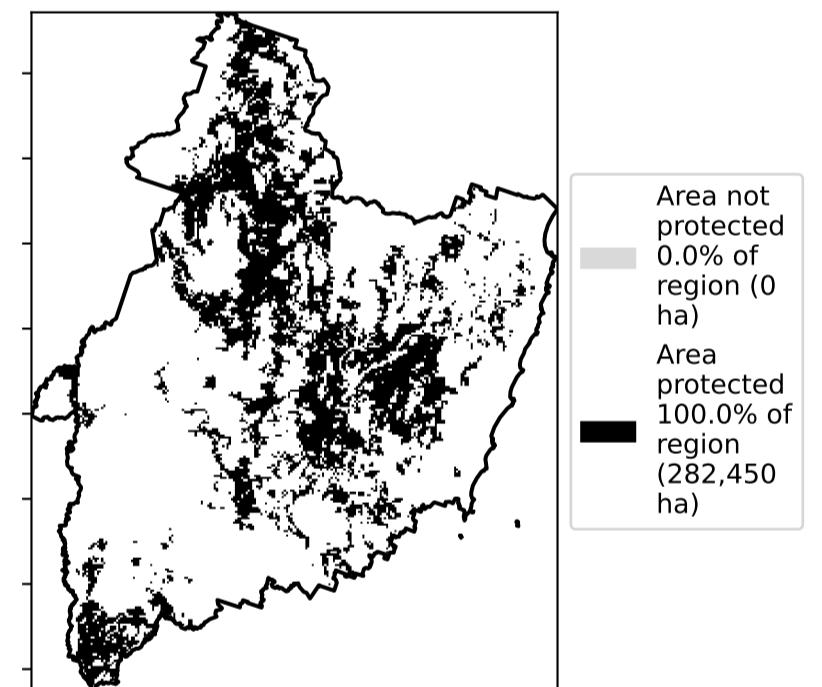 Area not
protected
0.0% of
region (0
ha)
Area
protected
100.0% of
region
(282,450
ha)